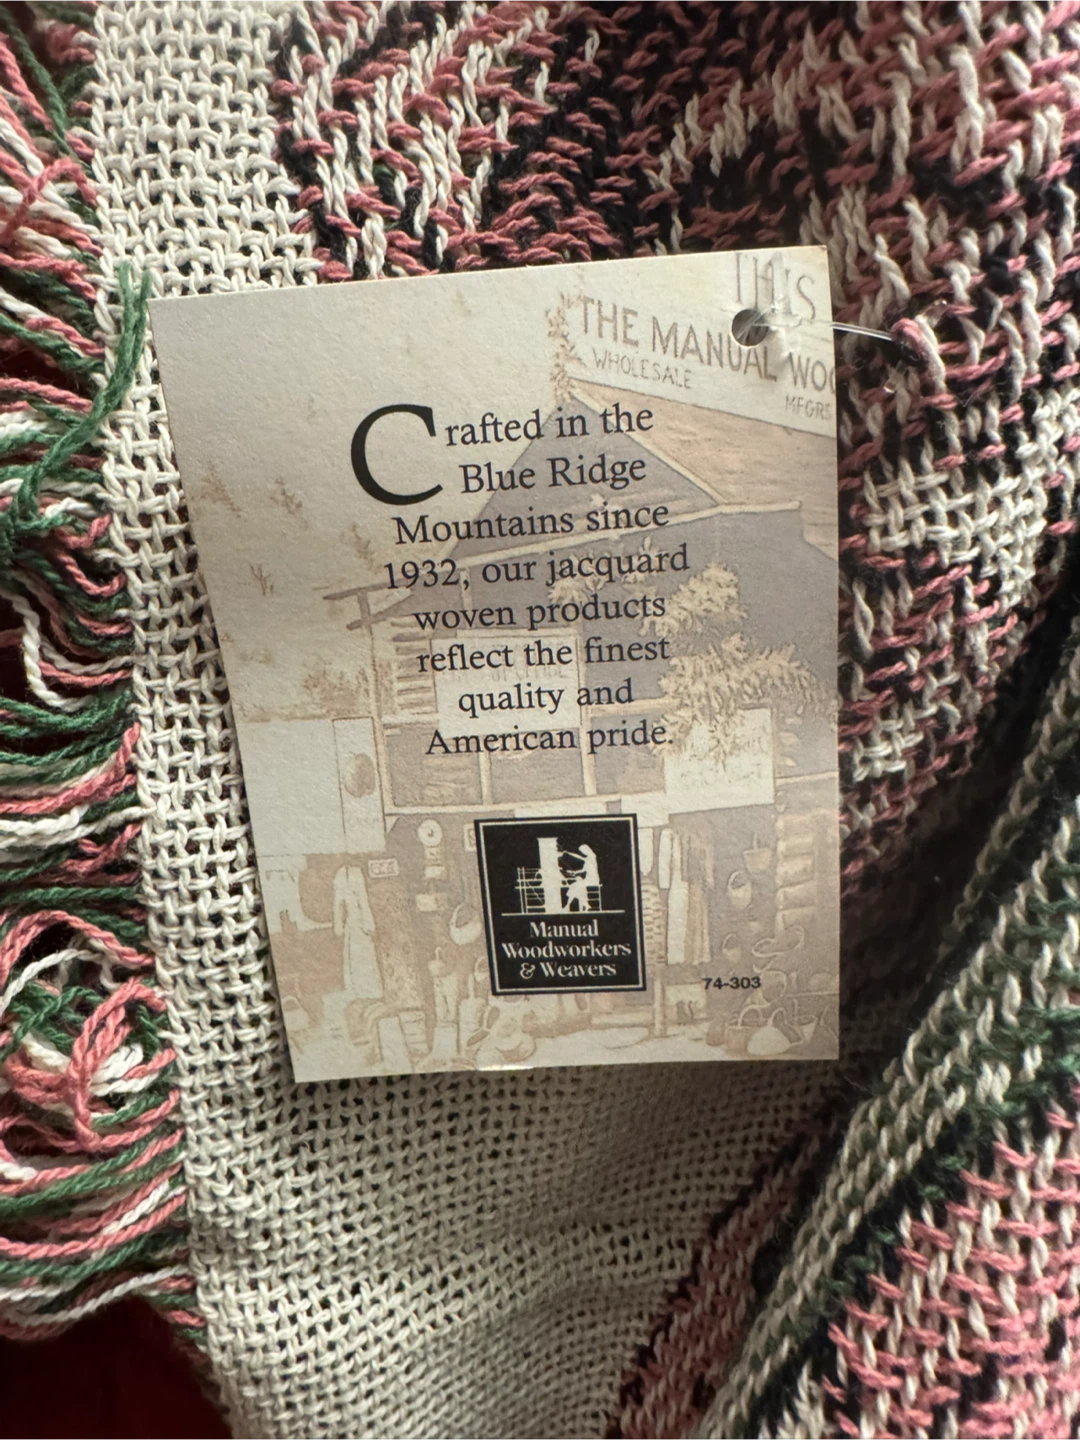 THIS
THE MANUAL WO
WHOLESALE
MFGRS
Crafted in the
Blue Ridge
Mountains since
1932, our jacquard
woven products
reflect the finest
quality and
American pride.
Manual
Woodworkers
& Weavers
74-303